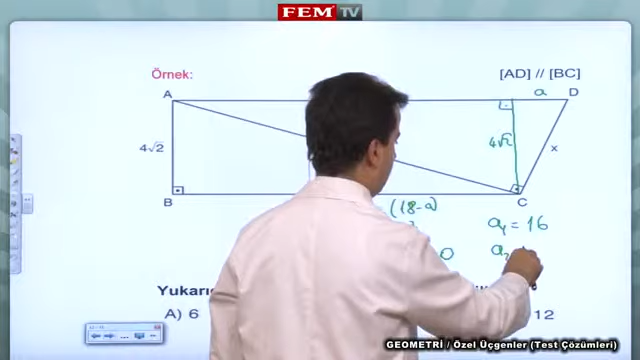 FEM TV
Örnek:
[AD] // [BC]
A
a
D
4√2
4√2
x
B
C
(18-a)
a₁ = 16
0
a₂
Yukarı
A) 6
12
GEOMETRİ / Özel Üçgenler (Test Çözümleri)